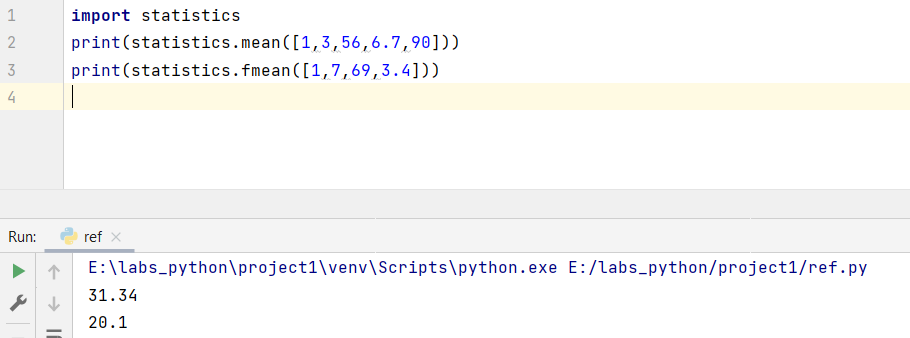 1 import statistics
2 print(statistics.mean([1,3,56,6.7,90]))
3 print(statistics.fmean([1,7,69,3.4]))
4
Run: ref
E:\labs_python\project1\venv\Scripts\python.exe E:/labs_python/project1/ref.py
31.34
20.1